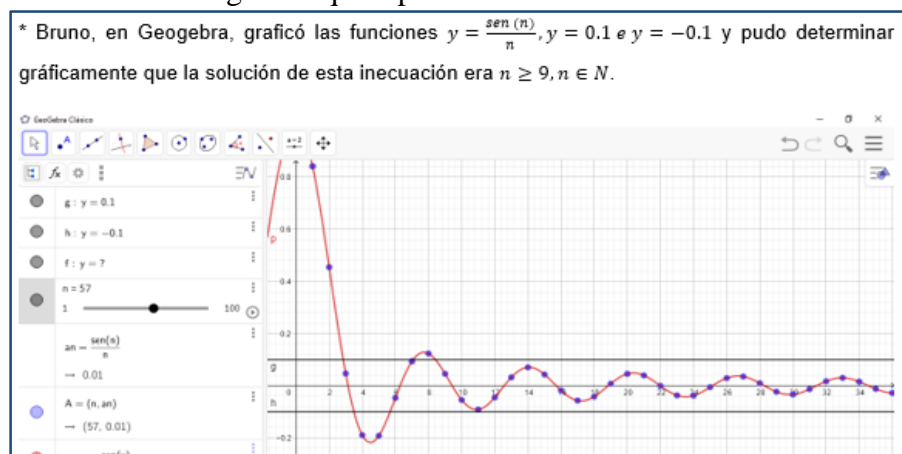 * Bruno, en Geogebra, graficó las funciones y = sen (n)/n, y = 0.1 e y = −0.1 y pudo determinar
gráficamente que la solución de esta inecuación era n ≥ 9, n ∈ N.
GeoGebra Clásico
g : y = 0.1
h : y = −0.1
f : y = ?
n = 57
1 100
an = sen(n)/n
→ 0.01
A = (n, an)
→ (57, 0.01)
p
0.8
0.6
0.4
0.2
g
0 2 4 6 8 10 12 14 16 18 20 22 24 26 28 30 32 34
h
−0.2